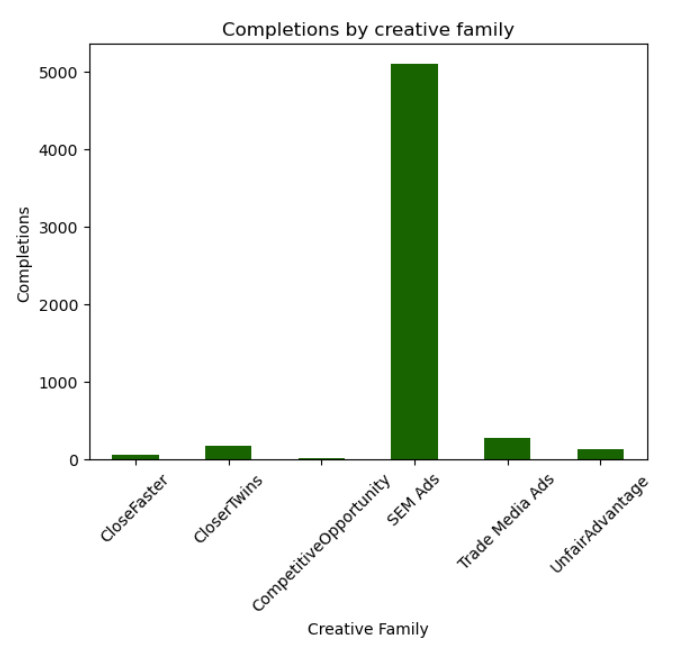 Completions by creative family
Completions
5000
4000
3000
2000
1000
0
CloseFaster
CloserTwins
CompetitiveOpportunity
SEM Ads
Trade Media Ads
UnfairAdvantage
Creative Family